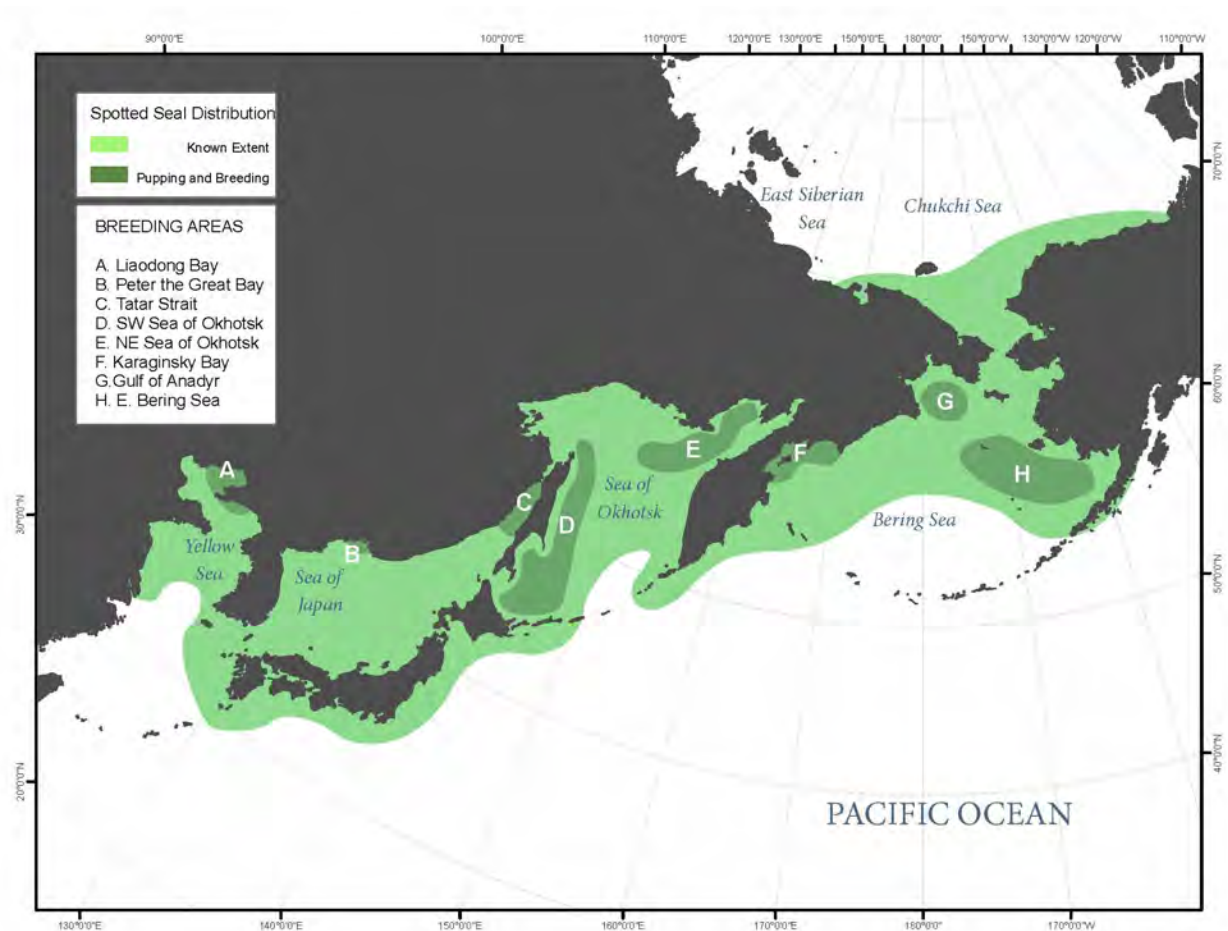 90°0'0"E
100°0'0"E
110°0'0"E
120°0'0"E
130°0'0"E
150°0'0"E
180°0'0"
150°0'0"W
130°0'0"W
120°0'0"W
110°0'0"W
Spotted Seal Distribution
Known Extent
Pupping and Breeding
BREEDING AREAS
A. Liaodong Bay
B. Peter the Great Bay
C. Tatar Strait
D. SW Sea of Okhotsk
E. NE Sea of Okhotsk
F. Karaginsky Bay
G.Gulf of Anadyr
H. E. Bering Sea
East Siberian
Sea
Chukchi Sea
70°0'0"N
60°0'0"N
G
A
E
F
H
C
D
Sea of
Okhotsk
Bering Sea
30°0'0"N
Yellow
Sea
B
Sea of
Japan
50°0'0"N
40°0'0"N
20°0'0"N
PACIFIC OCEAN
130°0'0"E
140°0'0"E
150°0'0"E
160°0'0"E
170°0'0"E
180°0'0"
170°0'0"W